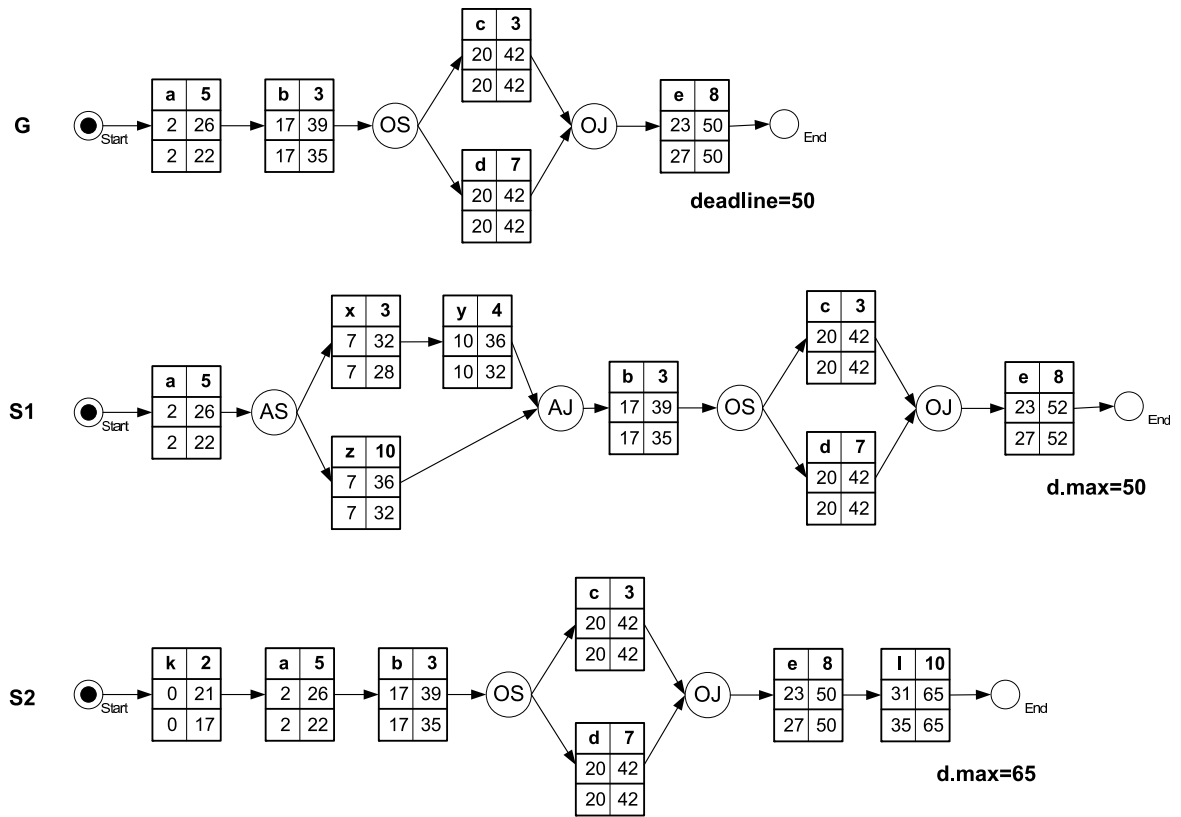 G
Start
a 5
2 26
2 22
b 3
17 39
17 35
OS
c 3
20 42
20 42
d 7
20 42
20 42
OJ
e 8
23 50
27 50
End
deadline=50
S1
Start
a 5
2 26
2 22
AS
x 3
7 32
7 28
y 4
10 36
10 32
z 10
7 36
7 32
AJ
b 3
17 39
17 35
OS
c 3
20 42
20 42
d 7
20 42
20 42
OJ
e 8
23 52
27 52
End
d.max=50
S2
Start
k 2
0 21
0 17
a 5
2 26
2 22
b 3
17 39
17 35
OS
c 3
20 42
20 42
d 7
20 42
20 42
OJ
e 8
23 50
27 50
l 10
31 65
35 65
End
d.max=65